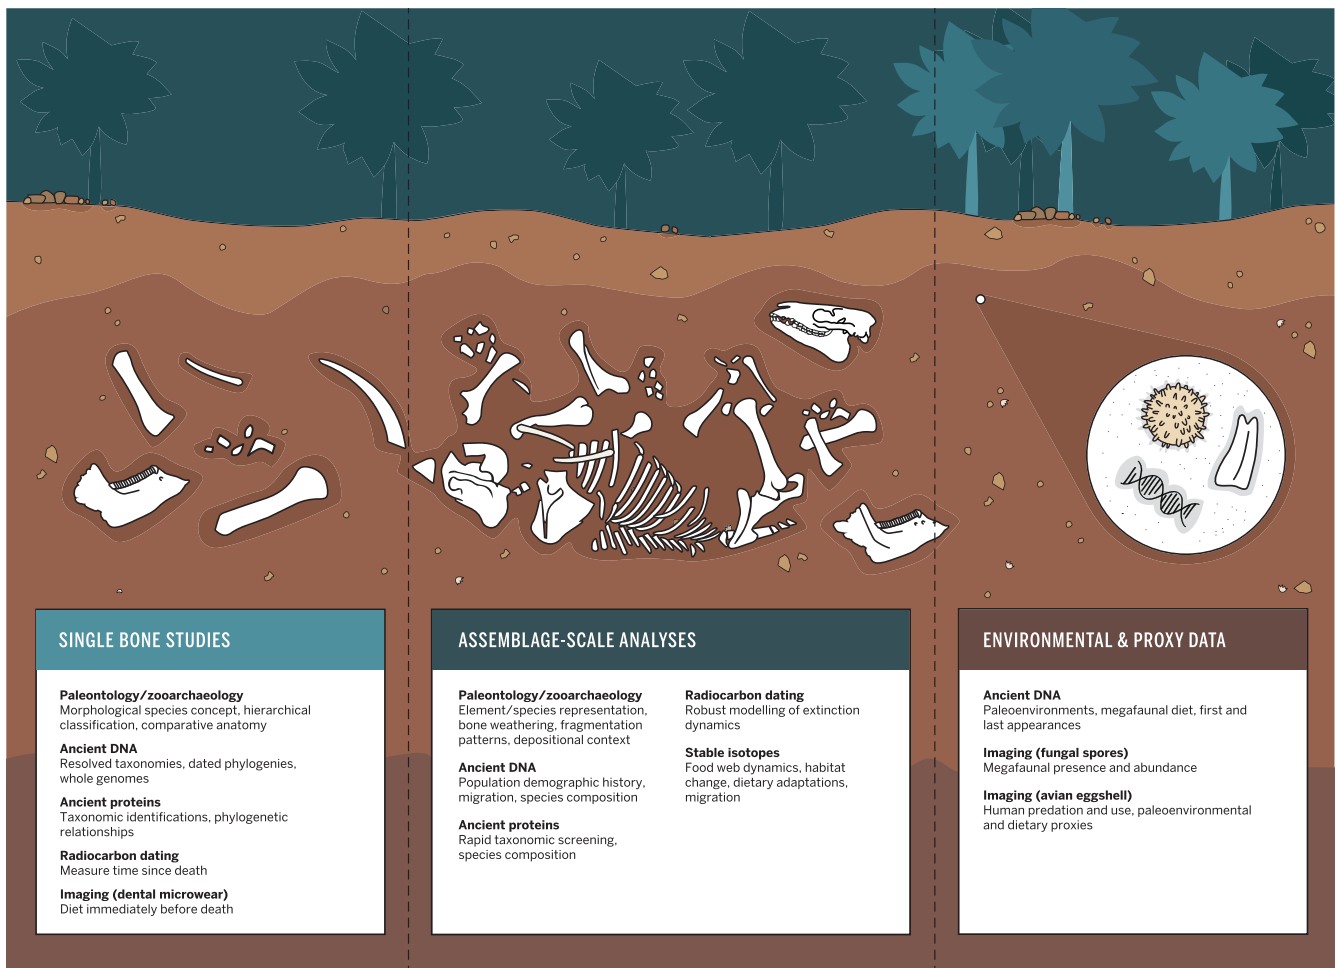 SINGLE BONE STUDIES
Paleontology/zooarchaeology
Morphological species concept, hierarchical
classification, comparative anatomy
Ancient DNA
Resolved taxonomies, dated phylogenies,
whole genomes
Ancient proteins
Taxonomic identifications, phylogenetic
relationships
Radiocarbon dating
Measure time since death
Imaging (dental microwear)
Diet immediately before death
ASSEMBLAGE-SCALE ANALYSES
Paleontology/zooarchaeology
Element/species representation,
bone weathering, fragmentation
patterns, depositional context
Ancient DNA
Population demographic history,
migration, species composition
Ancient proteins
Rapid taxonomic screening,
species composition
Radiocarbon dating
Robust modelling of extinction
dynamics
Stable isotopes
Food web dynamics, habitat
change, dietary adaptations,
migration
ENVIRONMENTAL & PROXY DATA
Ancient DNA
Paleoenvironments, megafaunal diet, first and
last appearances
Imaging (fungal spores)
Megafaunal presence and abundance
Imaging (avian eggshell)
Human predation and use, paleoenvironmental
and dietary proxies